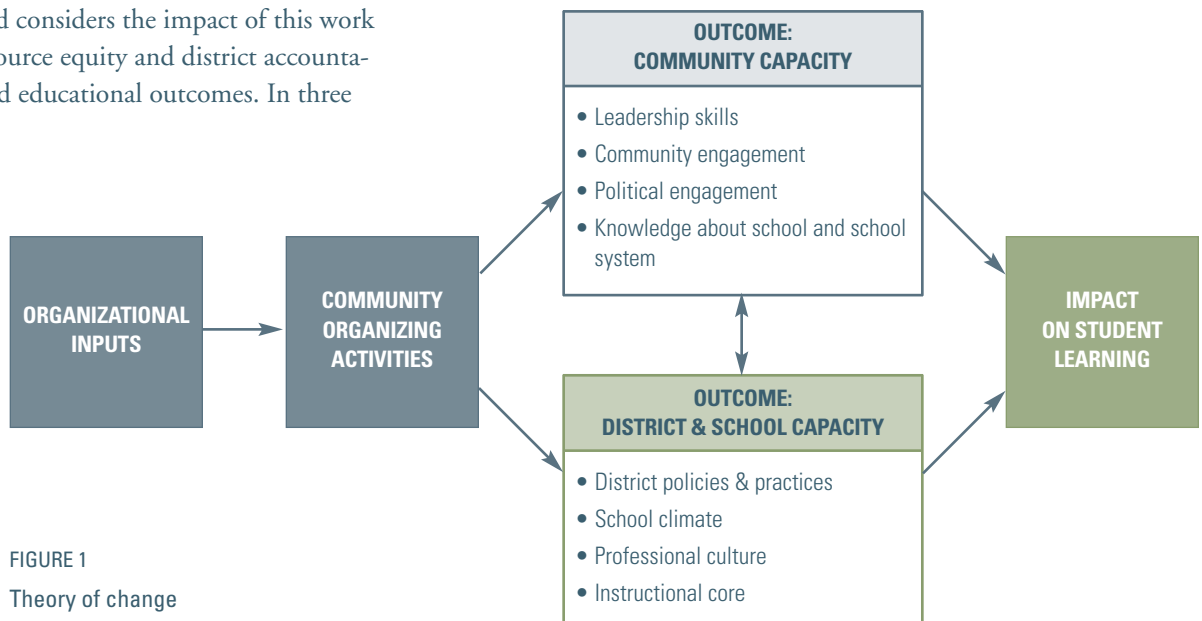 d considers the impact of this work
ource equity and district accounta-
d educational outcomes. In three
ORGANIZATIONAL
INPUTS
COMMUNITY
ORGANIZING
ACTIVITIES
OUTCOME:
COMMUNITY CAPACITY
• Leadership skills
• Community engagement
• Political engagement
• Knowledge about school and school
system
OUTCOME:
DISTRICT & SCHOOL CAPACITY
• District policies & practices
• School climate
• Professional culture
• Instructional core
IMPACT
ON STUDENT
LEARNING
FIGURE 1
Theory of change